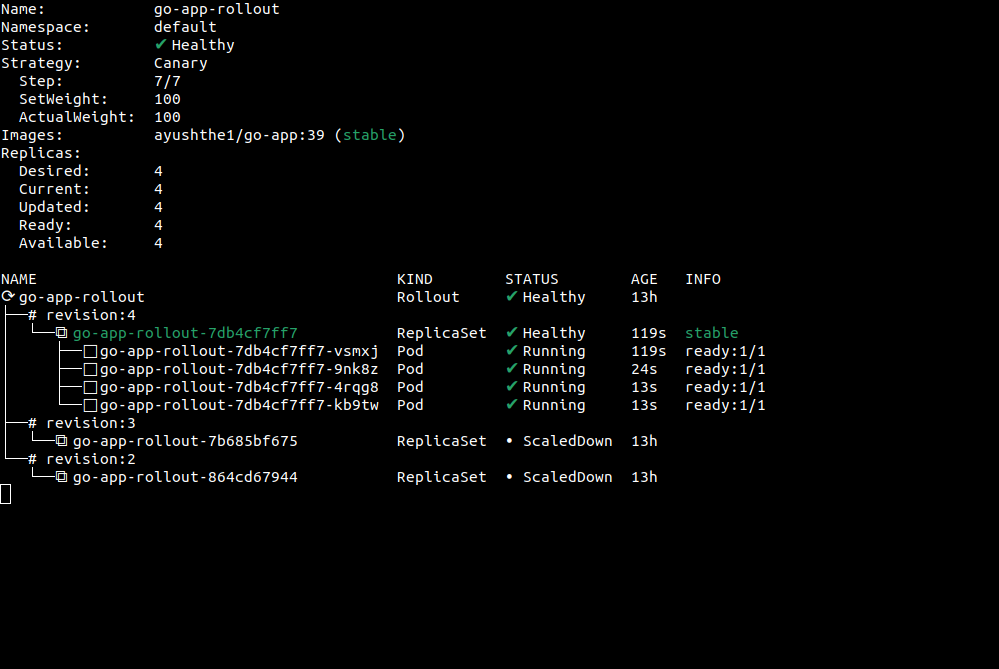 Name:            go-app-rollout
Namespace:       default
Status:          ✔ Healthy
Strategy:        Canary
  Step:          7/7
  SetWeight:     100
  ActualWeight:  100
Images:          ayushthe1/go-app:39 (stable)
Replicas:
  Desired:       4
  Current:       4
  Updated:       4
  Ready:         4
  Available:     4
NAME                                        KIND        STATUS        AGE   INFO
⟳ go-app-rollout                            Rollout     ✔ Healthy     13h
├──# revision:4
│  └──⧉ go-app-rollout-7db4cf7ff7           ReplicaSet  ✔ Healthy     119s  stable
│     ├──□ go-app-rollout-7db4cf7ff7-vsmxj  Pod         ✔ Running     119s  ready:1/1
│     ├──□ go-app-rollout-7db4cf7ff7-9nk8z  Pod         ✔ Running     24s   ready:1/1
│     ├──□ go-app-rollout-7db4cf7ff7-4rqg8  Pod         ✔ Running     13s   ready:1/1
│     └──□ go-app-rollout-7db4cf7ff7-kb9tw  Pod         ✔ Running     13s   ready:1/1
├──# revision:3
│  └──⧉ go-app-rollout-7b685bf675           ReplicaSet  • ScaledDown  13h
└──# revision:2
   └──⧉ go-app-rollout-864cd67944           ReplicaSet  • ScaledDown  13h